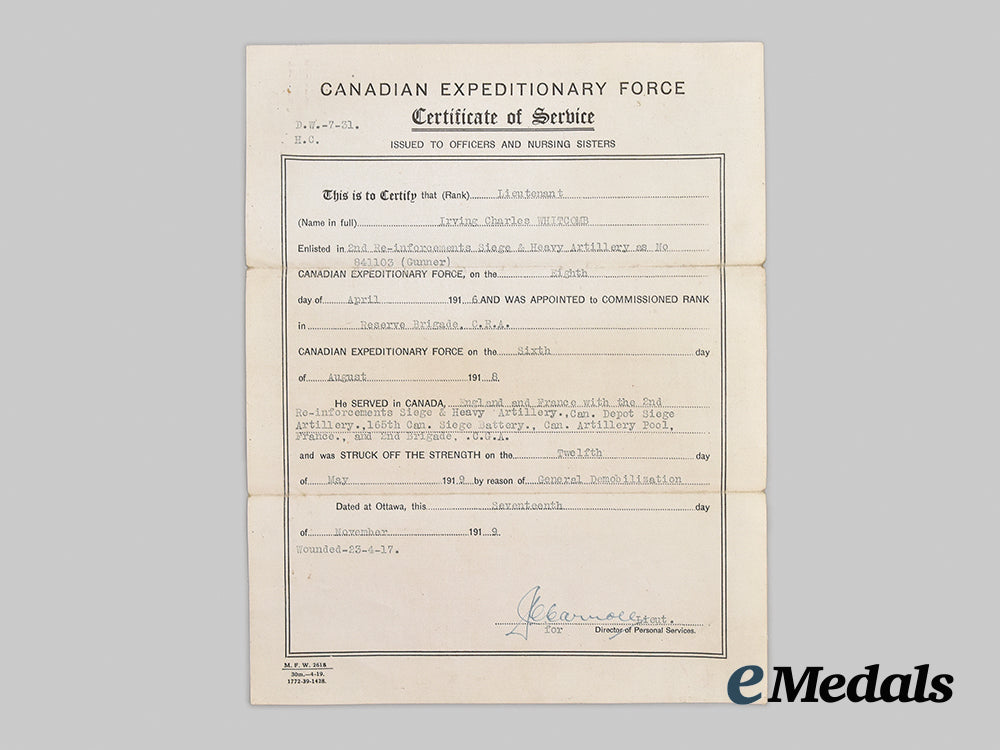 CANADIAN EXPEDITIONARY FORCE
Certificate of Service
D.W.-7-31.
H.C.
ISSUED TO OFFICERS AND NURSING SISTERS
This is to Certify that (Rank) Lieutenant
(Name in full) Irving Charles WHITCOMB
Enlisted in 2nd Re-inforcements Siege & Heavy Artillery as No
841103 (Gunner)
CANADIAN EXPEDITIONARY FORCE, on the Eighth
day of April 1916 AND WAS APPOINTED to COMMISSIONED RANK
in Reserve Brigade, C.R.A.
CANADIAN EXPEDITIONARY FORCE on the Sixth day
of August 1918.
He SERVED in CANADA, England and France with the 2nd
Re-inforcements Siege & Heavy Artillery.,Can. Depot Siege
Artillery.,165th Can. Siege Battery., Can. Artillery Pool,
France., and 2nd Brigade, .C.G.A.
and was STRUCK OFF THE STRENGTH on the Twelfth day
of May 1919 by reason of General Demobilization
Dated at Ottawa, this Seventeenth day
of November 1919.
Wounded-23-4-17.
Lieut.
for Director of Personal Services.
M. F. W. 2618
30m.—4-19.
1772-39-1428.
eMedals